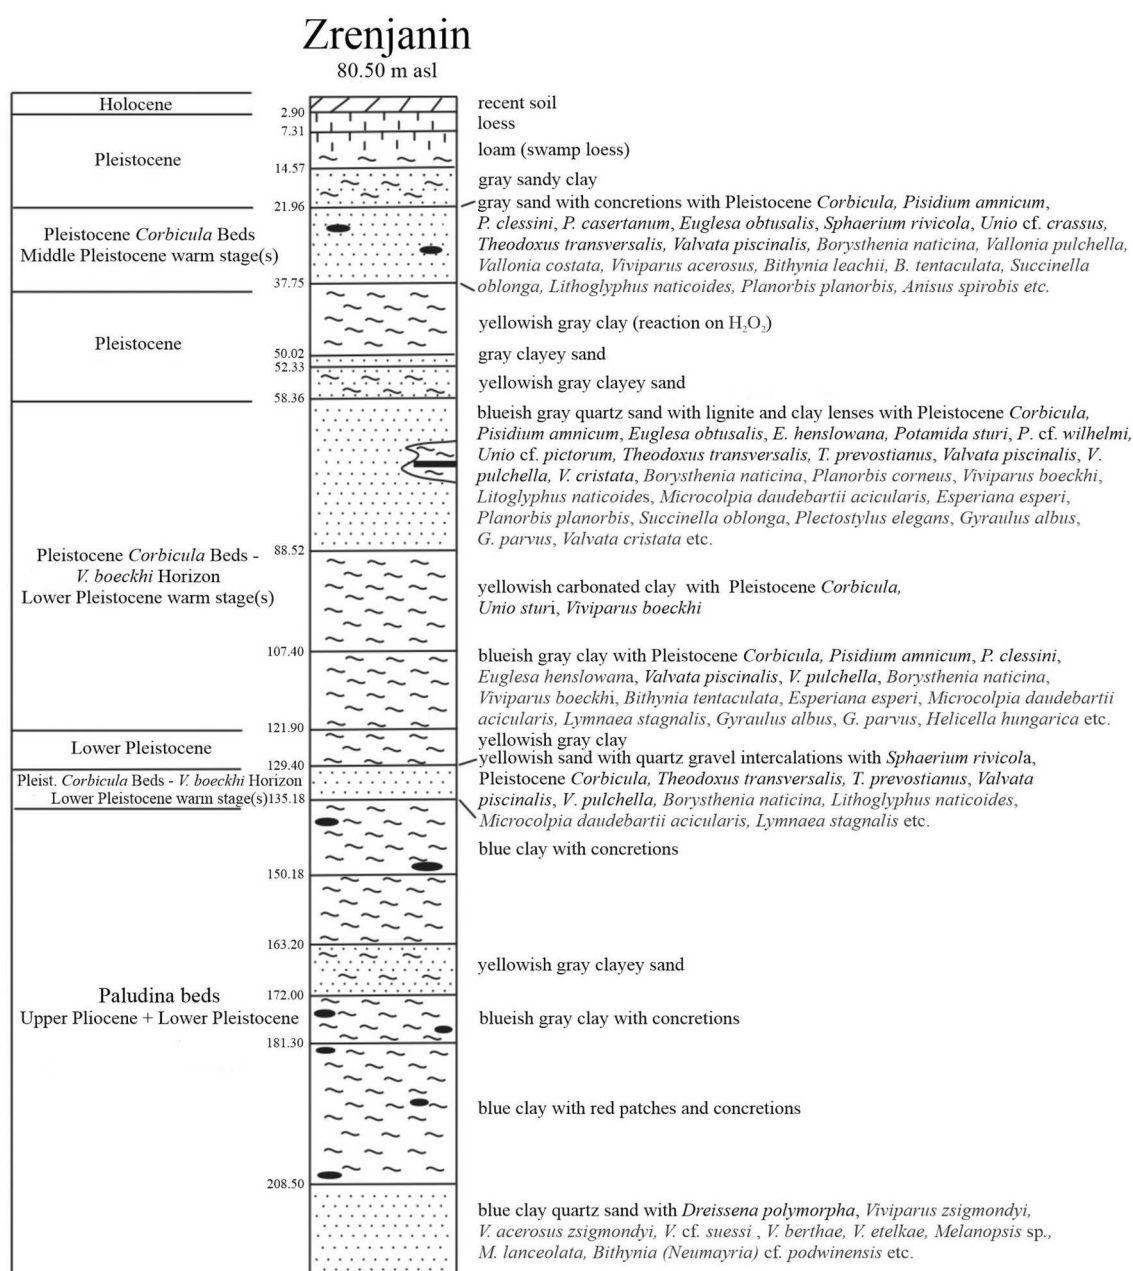 Zrenjanin
80.50 m asl
Holocene
2.90
recent soil
loess
7.31
Pleistocene
loam (swamp loess)
14.57
gray sandy clay
21.96
gray sand with concretions with Pleistocene Corbicula, Pisidium amnicum,
P. clessini, P. casertanum, Euglesa obtusalis, Sphaerium rivicola, Unio cf. crassus,
Theodoxus transversalis, Valvata piscinalis, Borysthenia naticina, Vallonia pulchella,
Vallonia costata, Viviparus acerosus, Bithynia leachii, B. tentaculata, Succinella
oblonga, Lithoglyphus naticoides, Planorbis planorbis, Anisus spirobis etc.
Pleistocene Corbicula Beds
Middle Pleistocene warm stage(s)
37.75
Pleistocene
yellowish gray clay (reaction on H₂O₂)
50.02
gray clayey sand
52.33
yellowish gray clayey sand
58.36
blueish gray quartz sand with lignite and clay lenses with Pleistocene Corbicula,
Pisidium amnicum, Euglesa obtusalis, E. henslowana, Potamida sturi, P. cf. wilhelmi,
Unio cf. pictorum, Theodoxus transversalis, T. prevostianus, Valvata piscinalis, V.
pulchella, V. cristata, Borysthenia naticina, Planorbis corneus, Viviparus boeckhi,
Litoglyphus naticoides, Microcolpia daudebartii acicularis, Esperiana esperi,
Planorbis planorbis, Succinella oblonga, Plectostylus elegans, Gyraulus albus,
G. parvus, Valvata cristata etc.
88.52
Pleistocene Corbicula Beds -
V. boeckhi Horizon
Lower Pleistocene warm stage(s)
yellowish carbonated clay with Pleistocene Corbicula,
Unio sturi, Viviparus boeckhi
107.40
blueish gray clay with Pleistocene Corbicula, Pisidium amnicum, P. clessini,
Euglesa henslowana, Valvata piscinalis, V. pulchella, Borysthenia naticina,
Viviparus boeckhi, Bithynia tentaculata, Esperiana esperi, Microcolpia daudebartii
acicularis, Lymnaea stagnalis, Gyraulus albus, G. parvus, Helicella hungarica etc.
121.90
Lower Pleistocene
yellowish gray clay
129.40
yellowish sand with quartz gravel intercalations with Sphaerium rivicola,
Pleistocene Corbicula, Theodoxus transversalis, T. prevostianus, Valvata
piscinalis, V. pulchella, Borysthenia naticina, Lithoglyphus naticoides,
Microcolpia daudebartii acicularis, Lymnaea stagnalis etc.
Pleist. Corbicula Beds - V. boeckhi Horizon
Lower Pleistocene warm stage(s)
135.18
blue clay with concretions
150.18
163.20
yellowish gray clayey sand
172.00
Paludina beds
Upper Pliocene + Lower Pleistocene
blueish gray clay with concretions
181.30
blue clay with red patches and concretions
208.50
blue clay quartz sand with Dreissena polymorpha, Viviparus zsigmondyi,
V. acerosus zsigmondyi, V. cf. suessi , V. berthae, V. etelkae, Melanopsis sp.,
M. lanceolata, Bithynia (Neumayria) cf. podwinensis etc.